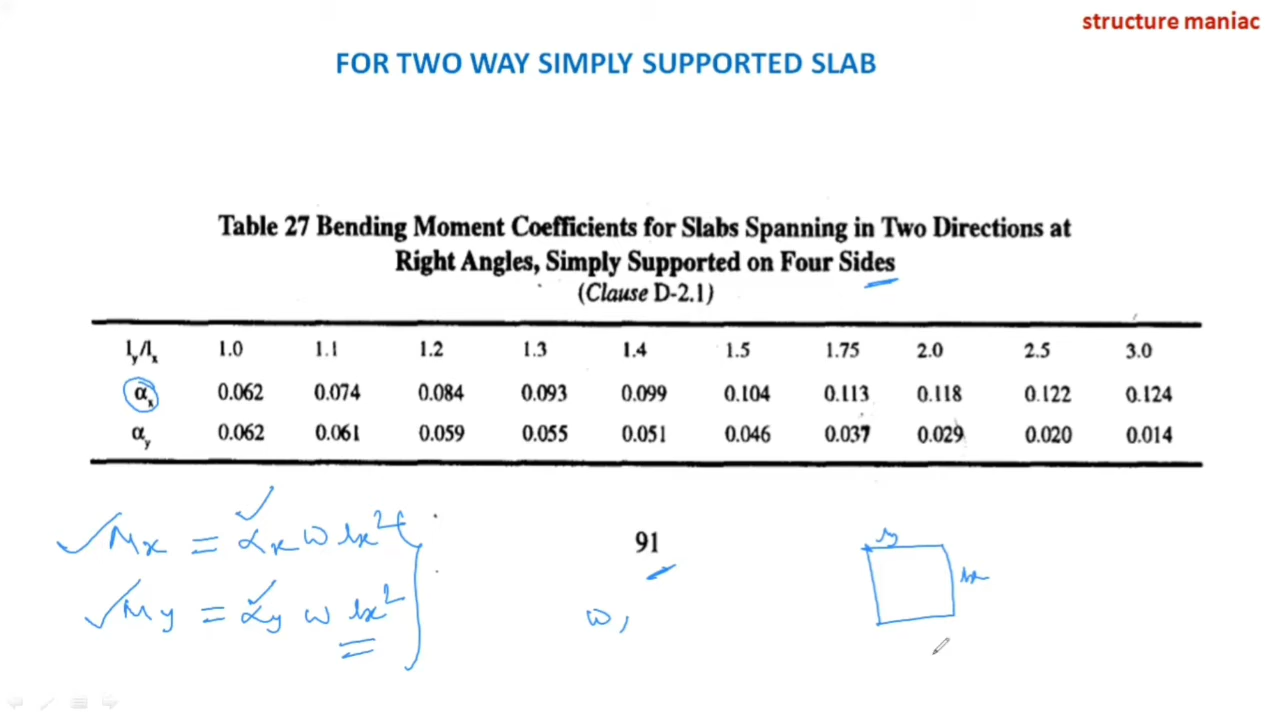 structure maniac
FOR TWO WAY SIMPLY SUPPORTED SLAB
Table 27 Bending Moment Coefficients for Slabs Spanning in Two Directions at
Right Angles, Simply Supported on Four Sides
(Clause D-2.1)
ly/lx 1.0 1.1 1.2 1.3 1.4 1.5 1.75 2.0 2.5 3.0
αx 0.062 0.074 0.084 0.093 0.099 0.104 0.113 0.118 0.122 0.124
αy 0.062 0.061 0.059 0.055 0.051 0.046 0.037 0.029 0.020 0.014
91
Mx = αx w lx²
My = αy w lx²
w,
ly
lx